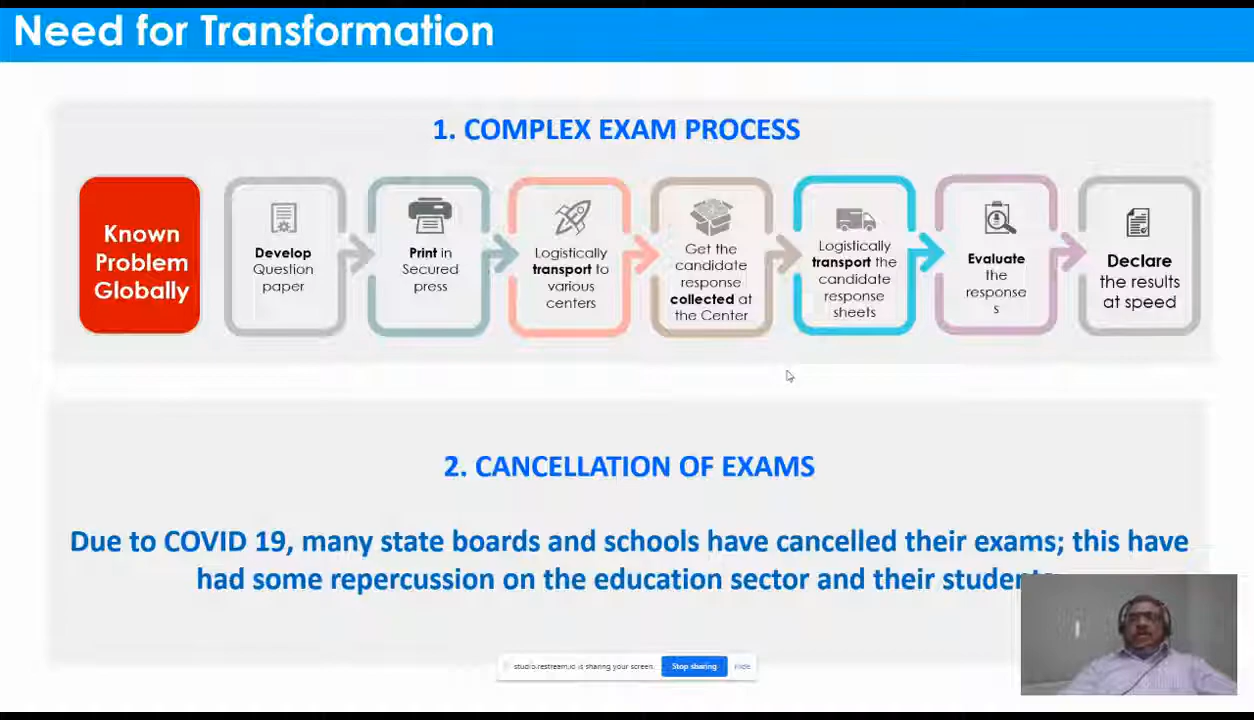 Need for Transformation
1. COMPLEX EXAM PROCESS
Known
Problem
Globally
Develop
Question
paper
Print in
Secured
press
Logistically
transport to
various
centers
Get the
candidate
response
collected at
the Center
Logistically
transport the
candidate
response
sheets
Evaluate
the
response
s
Declare
the results
at speed
2. CANCELLATION OF EXAMS
Due to COVID 19, many state boards and schools have cancelled their exams; this have
had some repercussion on the education sector and their students
studio.restream.io is sharing your screen.
Stop sharing
Hide